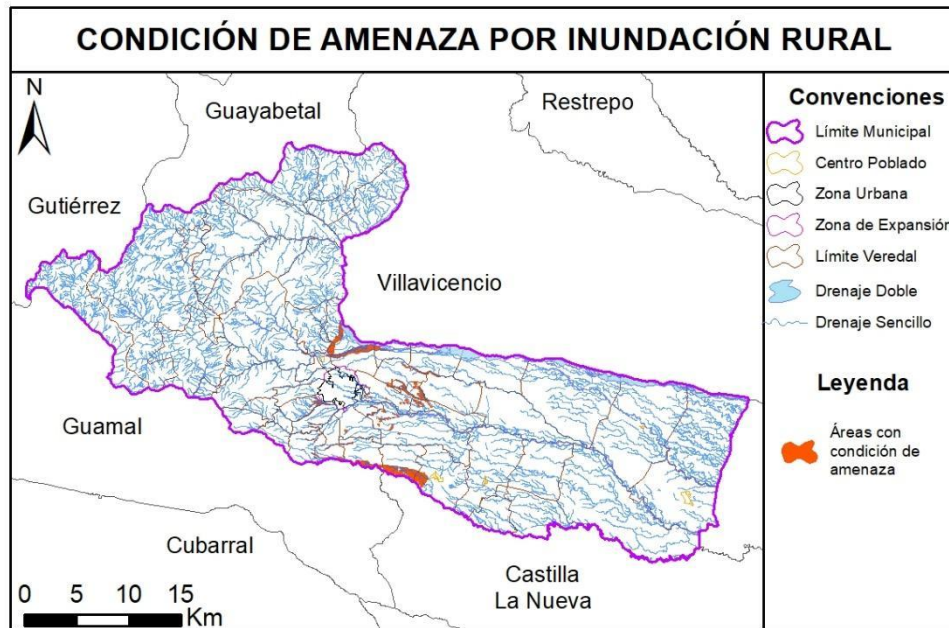 CONDICIÓN DE AMENAZA POR INUNDACIÓN RURAL
N
Guayabetal
Restrepo
Gutiérrez
Villavicencio
Guamal
Cubarral
Castilla
La Nueva
0 5 10 15
Km
Convenciones
Límite Municipal
Centro Poblado
Zona Urbana
Zona de Expansión
Límite Veredal
Drenaje Doble
Drenaje Sencillo
Leyenda
Áreas con
condición de
amenaza